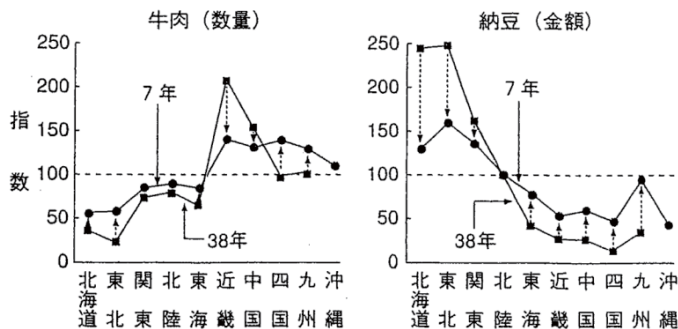 牛肉（数量）
250
200
150
100
50
0
指数
7年
38年
北海道
東北
関東
北陸
東海
近畿
中国
四国
九州
沖縄
納豆（金額）
250
200
150
100
50
0
7年
38年
北海道
東北
関東
北陸
東海
近畿
中国
四国
九州
沖縄